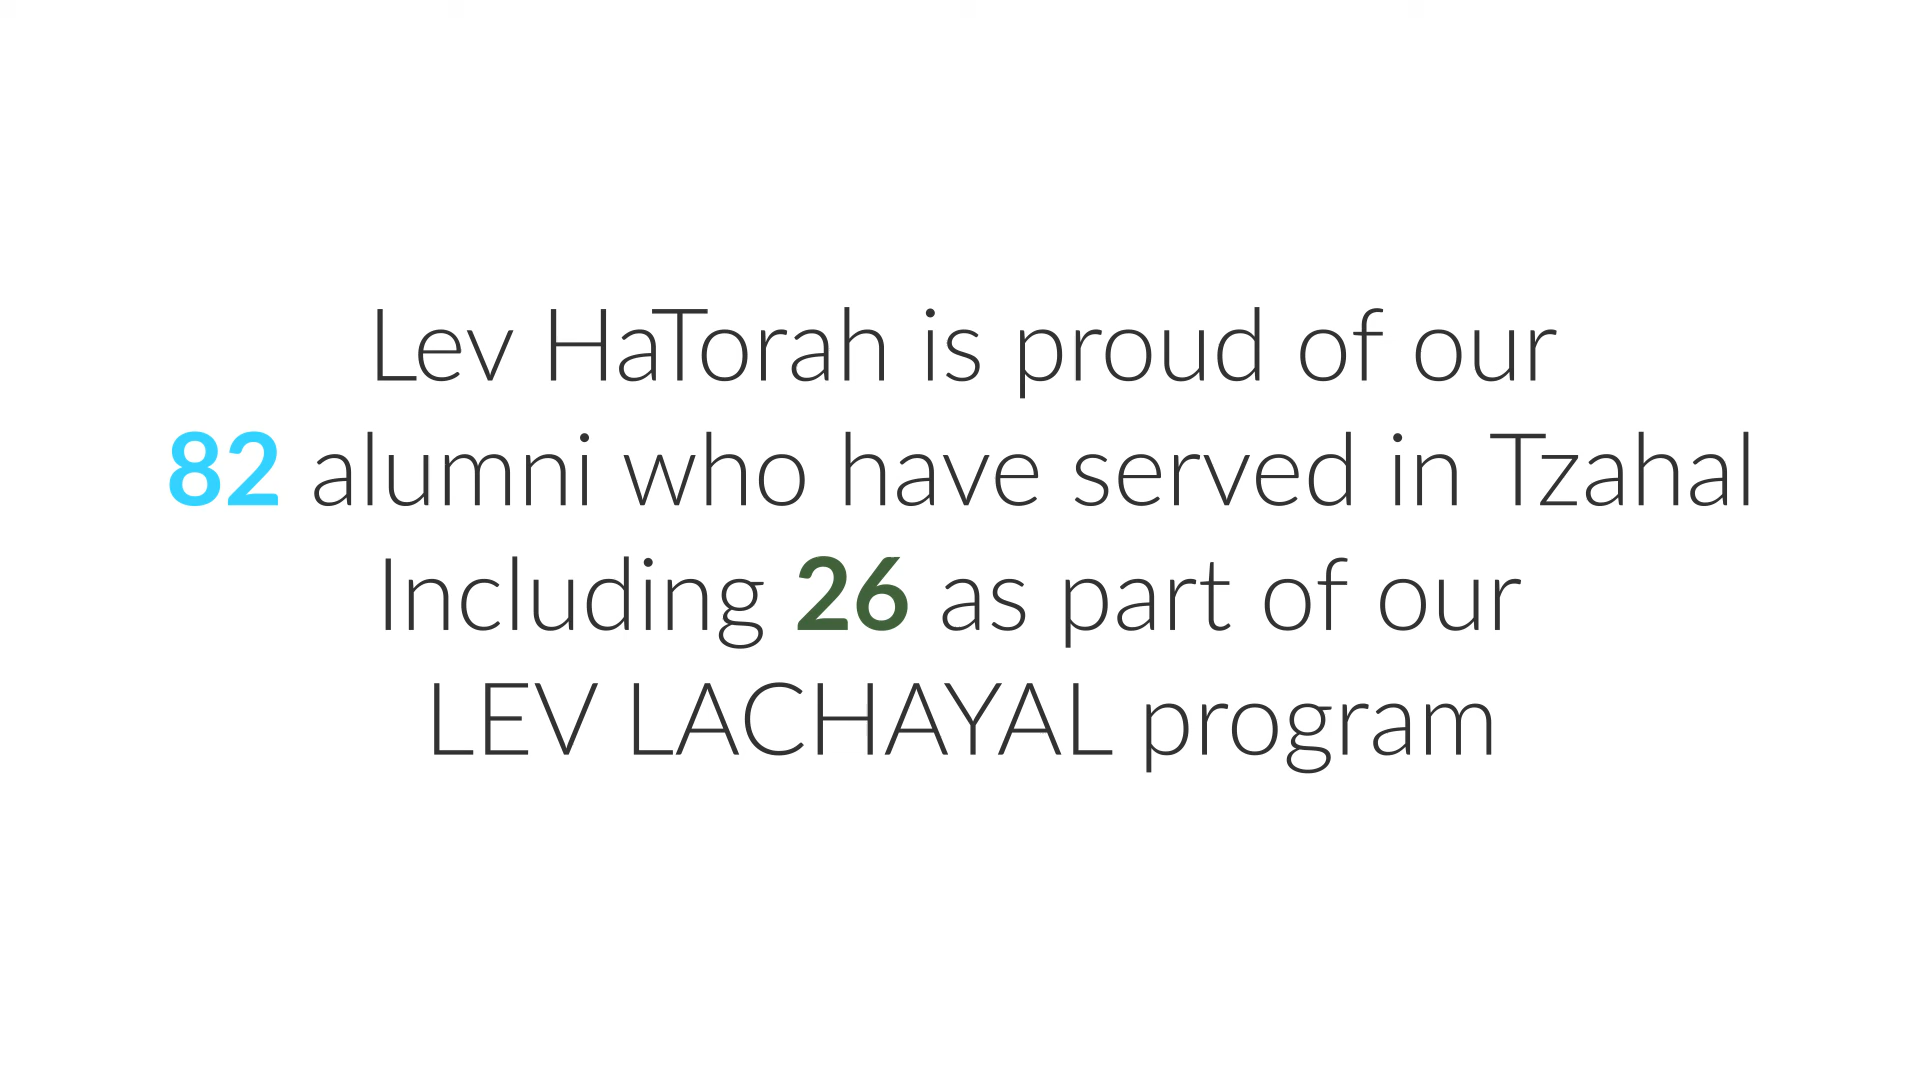 Lev HaTorah is proud of our
82 alumni who have served in Tzahal
Including 26 as part of our
LEV LACHAYAL program